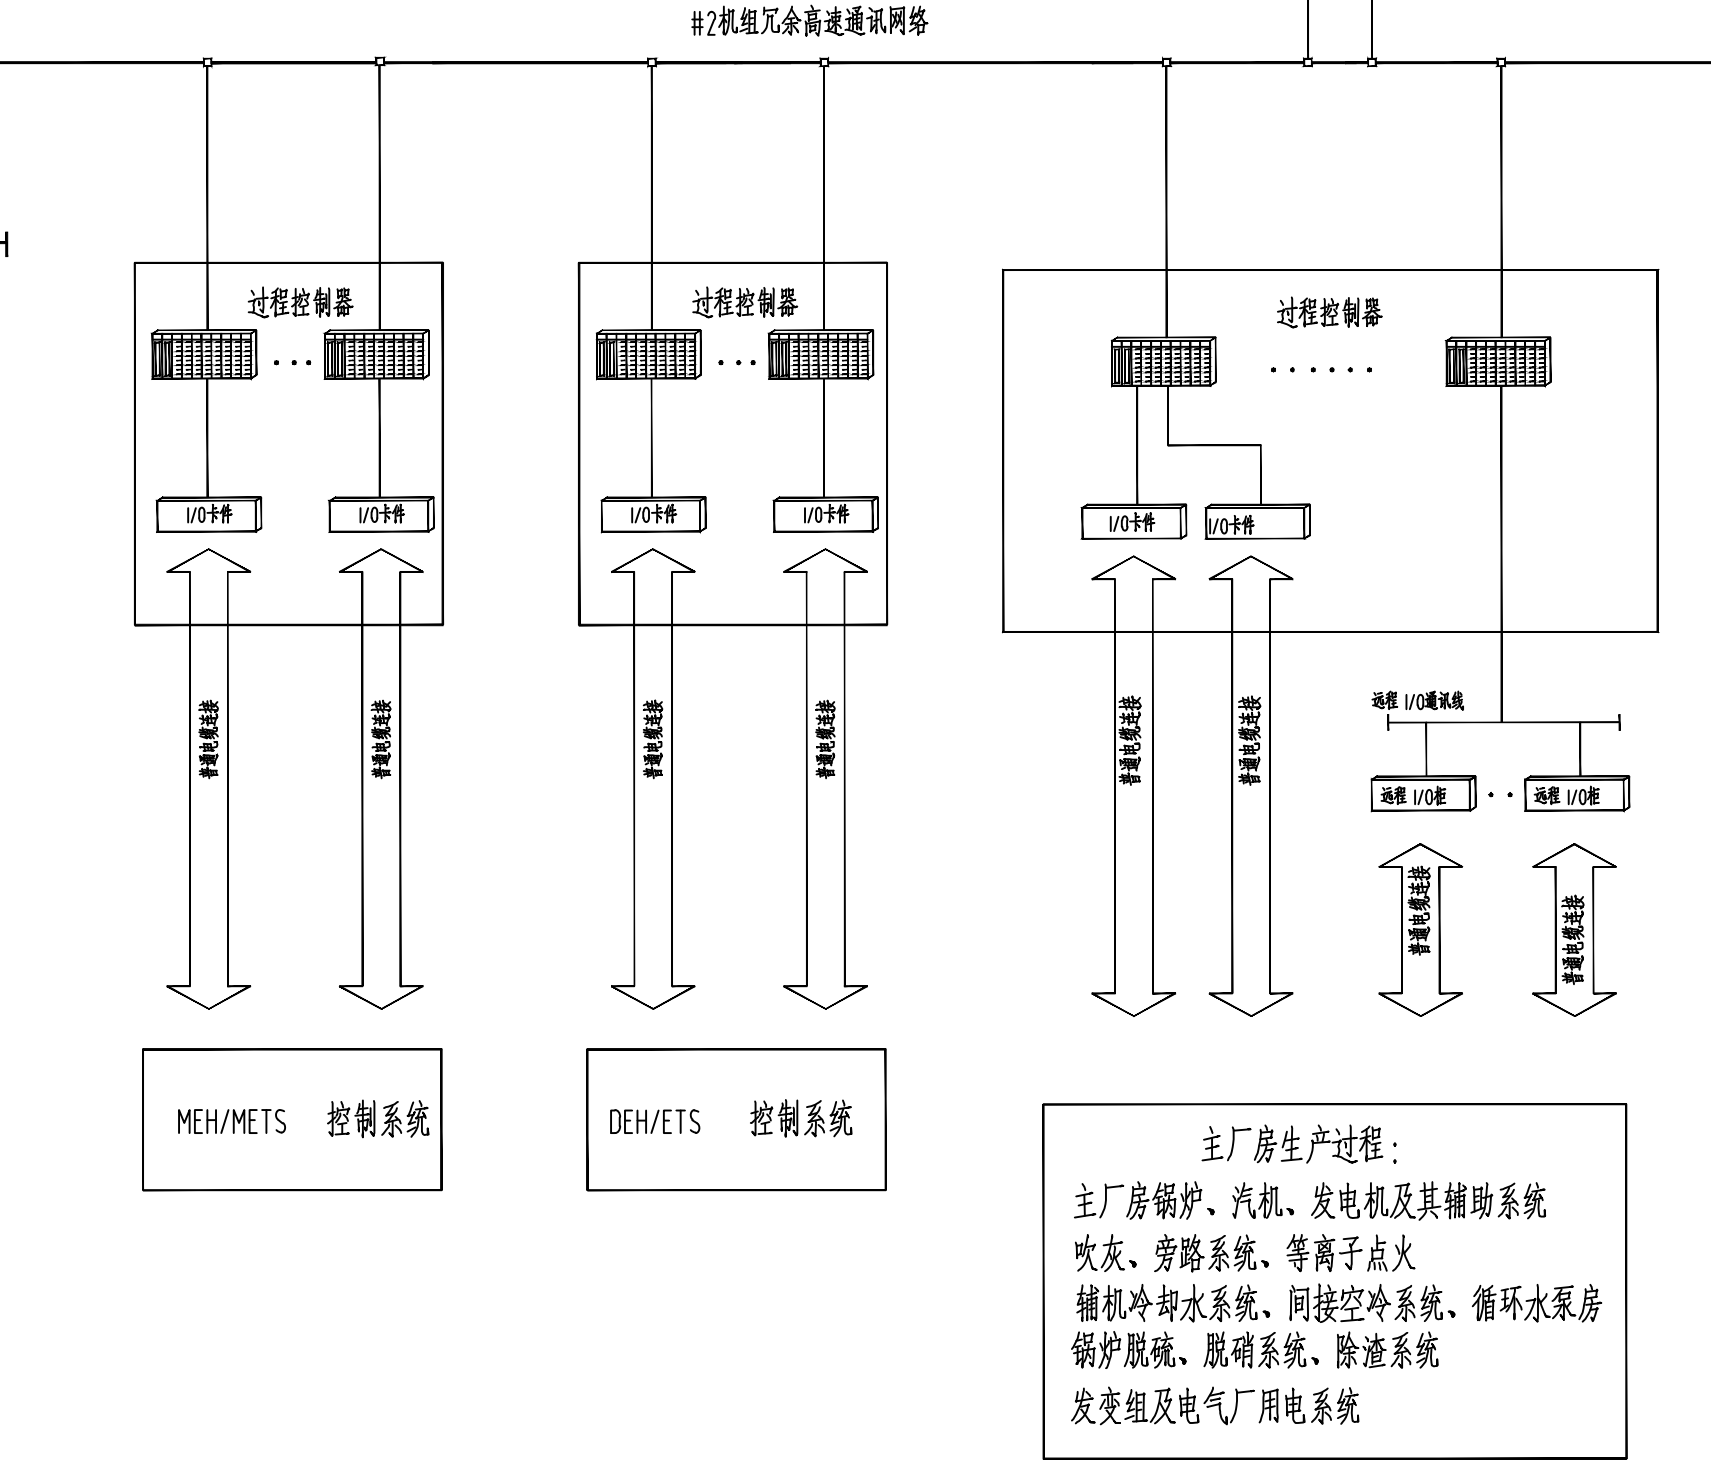 #2机组冗余高速通讯网络
H
过程控制器
过程控制器
过程控制器
I/O卡件
I/O卡件
I/O卡件
I/O卡件
I/O卡件
I/O卡件
普通电缆连接
普通电缆连接
普通电缆连接
普通电缆连接
普通电缆连接
普通电缆连接
远程 I/O通讯线
远程 I/O柜
远程 I/O柜
普通电缆连接
普通电缆连接
MEH/METS 控制系统
DEH/ETS 控制系统
主厂房生产过程：
主厂房锅炉、汽机、发电机及其辅助系统
吹灰、旁路系统、等离子点火
辅机冷却水系统、间接空冷系统、循环水泵房
锅炉脱硫、脱硝系统、除渣系统
发变组及电气厂用电系统